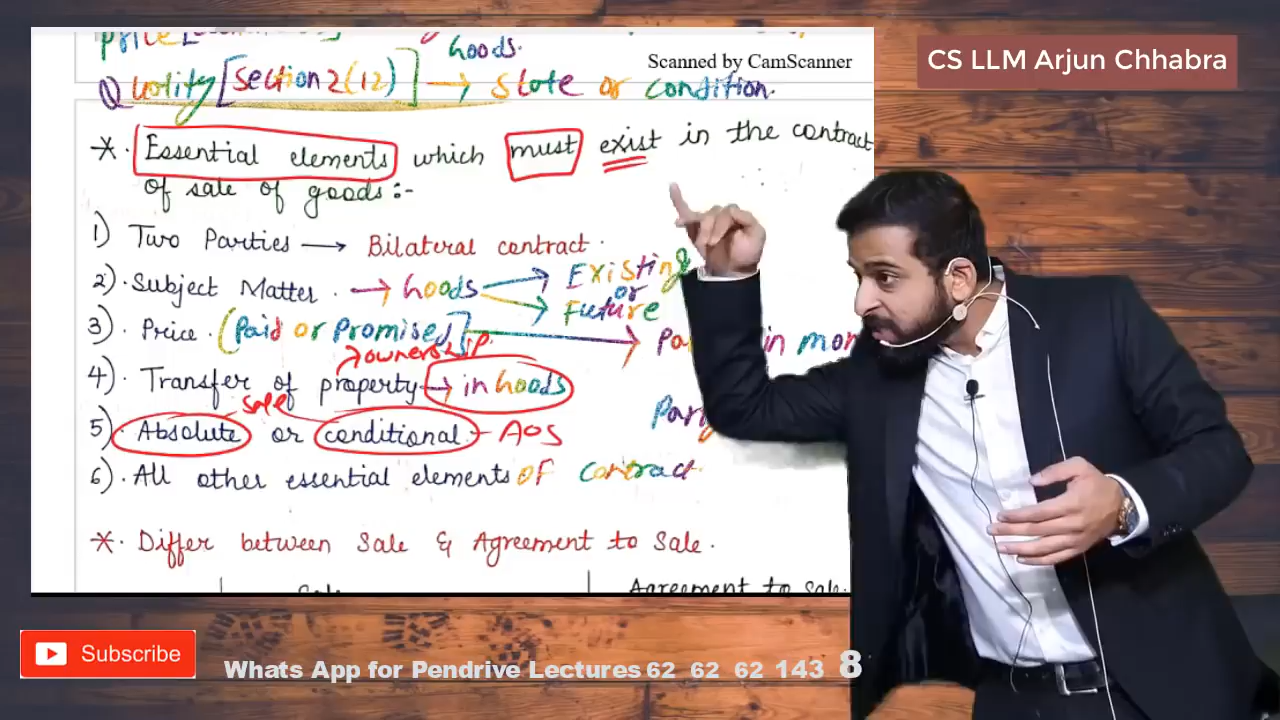 price
goods.
Scanned by CamScanner
CS LLM Arjun Chhabra
Quality [Section 2(12)] → State or condition.
* Essential elements which must exist in the contract
of sale of goods :-
1) Two Parties → Bilateral contract.
2). Subject Matter. → Goods → Existing
or
Future
3). Price. (Paid or Promised] → in mon
ownership
4). Transfer of property → in Goods
sale
5). Absolute or conditional - AOS
6). All other essential elements of contract.
* Differ between Sale & Agreement to Sale.
Agreement to sale.
Subscribe
Whats App for Pendrive Lectures 62 62 62 143 8